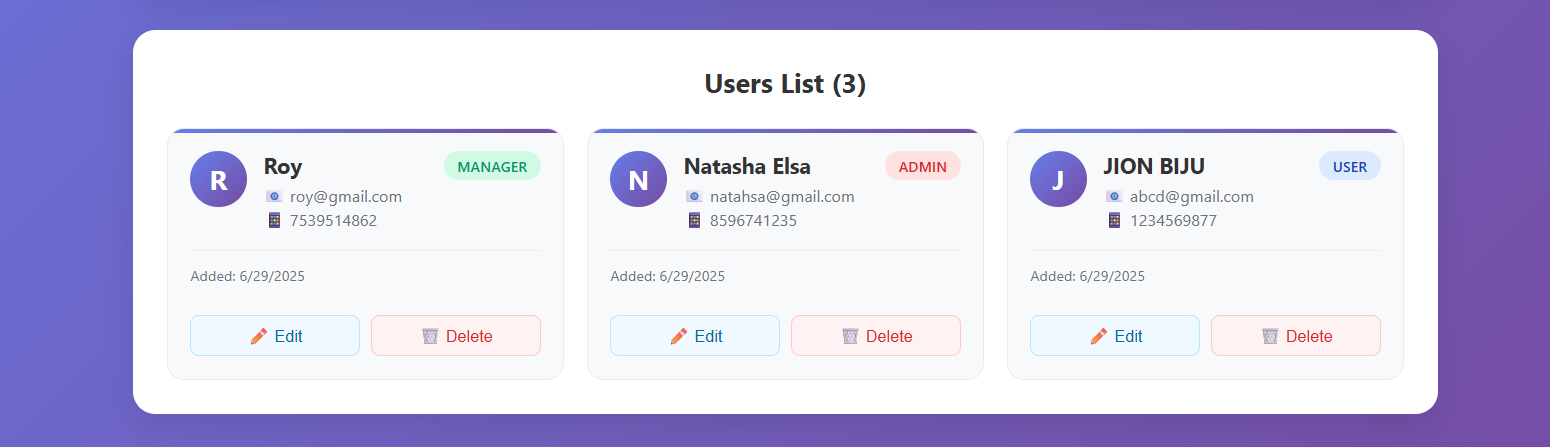 Users List (3)
R
Roy
MANAGER
roy@gmail.com
7539514862
Added: 6/29/2025
Edit
Delete
N
Natasha Elsa
ADMIN
natahsa@gmail.com
8596741235
Added: 6/29/2025
Edit
Delete
J
JION BIJU
USER
abcd@gmail.com
1234569877
Added: 6/29/2025
Edit
Delete